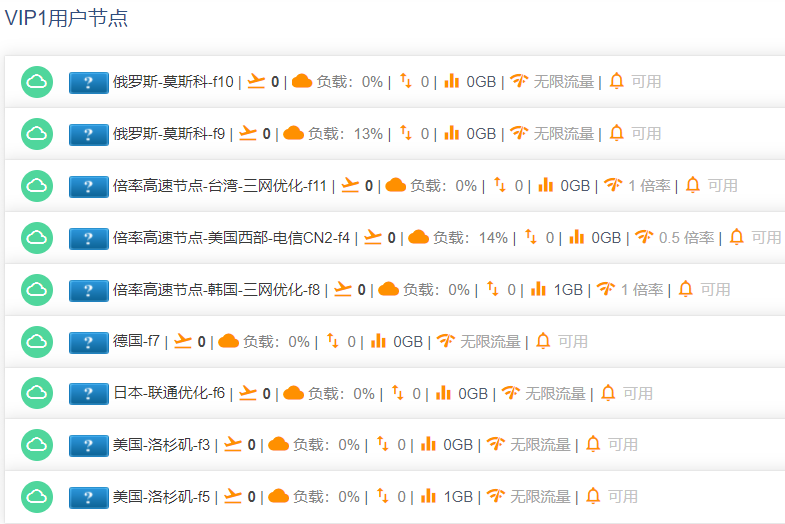 VIP1用户节点
? 俄罗斯-莫斯科-f10 | 0 | 负载：0% | 0 | 0GB | 无限流量 | 可用
? 俄罗斯-莫斯科-f9 | 0 | 负载：13% | 0 | 0GB | 无限流量 | 可用
? 倍率高速节点-台湾-三网优化-f11 | 0 | 负载：0% | 0 | 0GB | 1 倍率 | 可用
? 倍率高速节点-美国西部-电信CN2-f4 | 0 | 负载：14% | 0 | 0GB | 0.5 倍率 | 可用
? 倍率高速节点-韩国-三网优化-f8 | 0 | 负载：0% | 0 | 1GB | 1 倍率 | 可用
? 德国-f7 | 0 | 负载：0% | 0 | 0GB | 无限流量 | 可用
? 日本-联通优化-f6 | 0 | 负载：0% | 0 | 0GB | 无限流量 | 可用
? 美国-洛杉矶-f3 | 0 | 负载：0% | 0 | 0GB | 无限流量 | 可用
? 美国-洛杉矶-f5 | 0 | 负载：0% | 0 | 1GB | 无限流量 | 可用